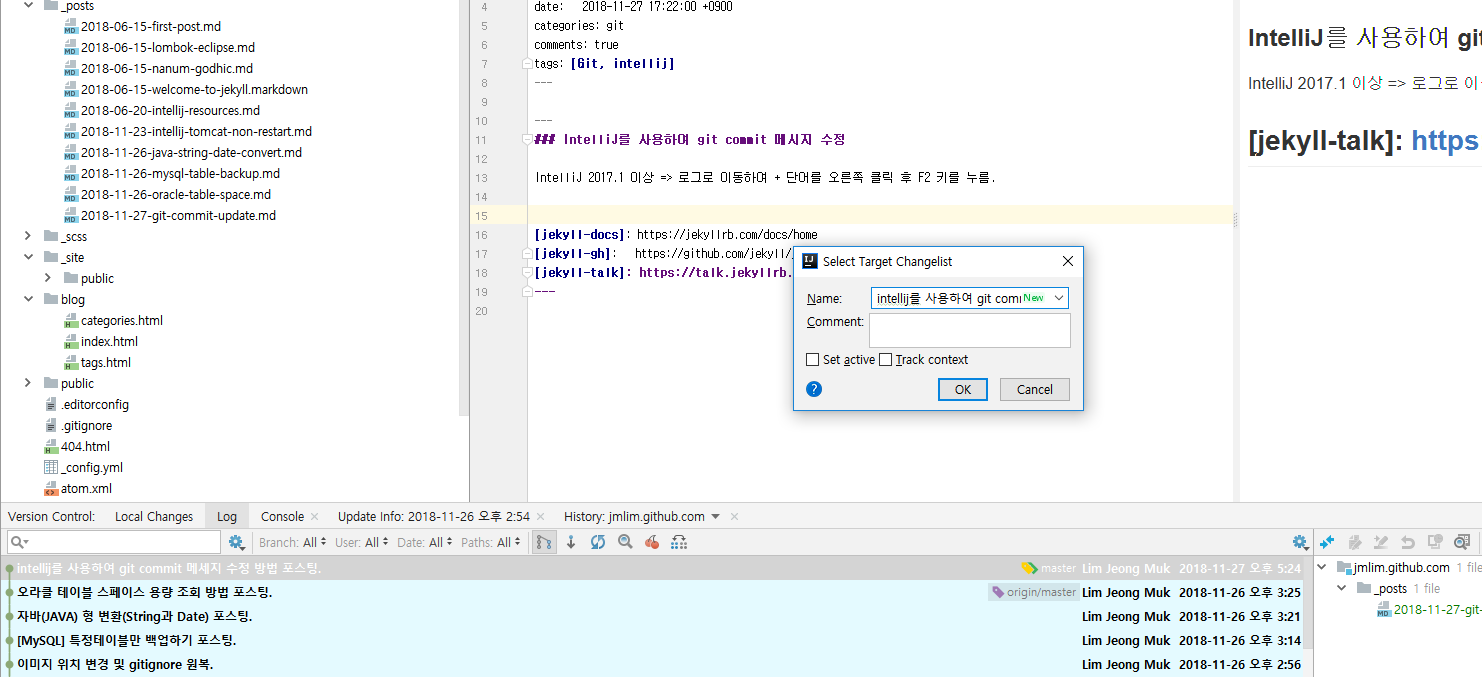 _posts
2018-06-15-first-post.md
2018-06-15-lombok-eclipse.md
2018-06-15-nanum-godhic.md
2018-06-15-welcome-to-jekyll.markdown
2018-06-20-intellij-resources.md
2018-11-23-intellij-tomcat-non-restart.md
2018-11-26-java-string-date-convert.md
2018-11-26-mysql-table-backup.md
2018-11-26-oracle-table-space.md
2018-11-27-git-commit-update.md
_scss
_site
public
blog
categories.html
index.html
tags.html
public
.editorconfig
.gitignore
404.html
_config.yml
atom.xml
4 date: 2018-11-27 17:22:00 +0900
5 categories: git
6 comments: true
7 tags: [Git, intellij]
8 ---
9
10 ---
11 ### IntelliJ를 사용하여 git commit 메시지 수정
12
13 IntelliJ 2017.1 이상 => 로그로 이동하여 + 단어를 오른쪽 클릭 후 F2 키를 누름.
14
15
16 [jekyll-docs]: https://jekyllrb.com/docs/home
17 [jekyll-gh]: https://github.com/jekyll/
18 [jekyll-talk]: https://talk.jekyllrb.
19 ---
20
IntelliJ를 사용하여 git
IntelliJ 2017.1 이상 => 로그로 이
[jekyll-talk]: https
Select Target Changelist
Name: intellij를 사용하여 git comm New
Comment:
Set active Track context
? OK Cancel
Version Control: Local Changes Log Console Update Info: 2018-11-26 오후 2:54 History: jmlim.github.com
Branch: All User: All Date: All Paths: All
intellij를 사용하여 git commit 메세지 수정 방법 포스팅. master Lim Jeong Muk 2018-11-27 오후 5:24
오라클 테이블 스페이스 용량 조회 방법 포스팅. origin/master Lim Jeong Muk 2018-11-26 오후 3:25
자바(JAVA) 형 변환(String과 Date) 포스팅. Lim Jeong Muk 2018-11-26 오후 3:21
[MySQL] 특정테이블만 백업하기 포스팅. Lim Jeong Muk 2018-11-26 오후 3:14
이미지 위치 변경 및 gitignore 원복. Lim Jeong Muk 2018-11-26 오후 2:56
jmlim.github.com 1 file
_posts 1 file
2018-11-27-git-